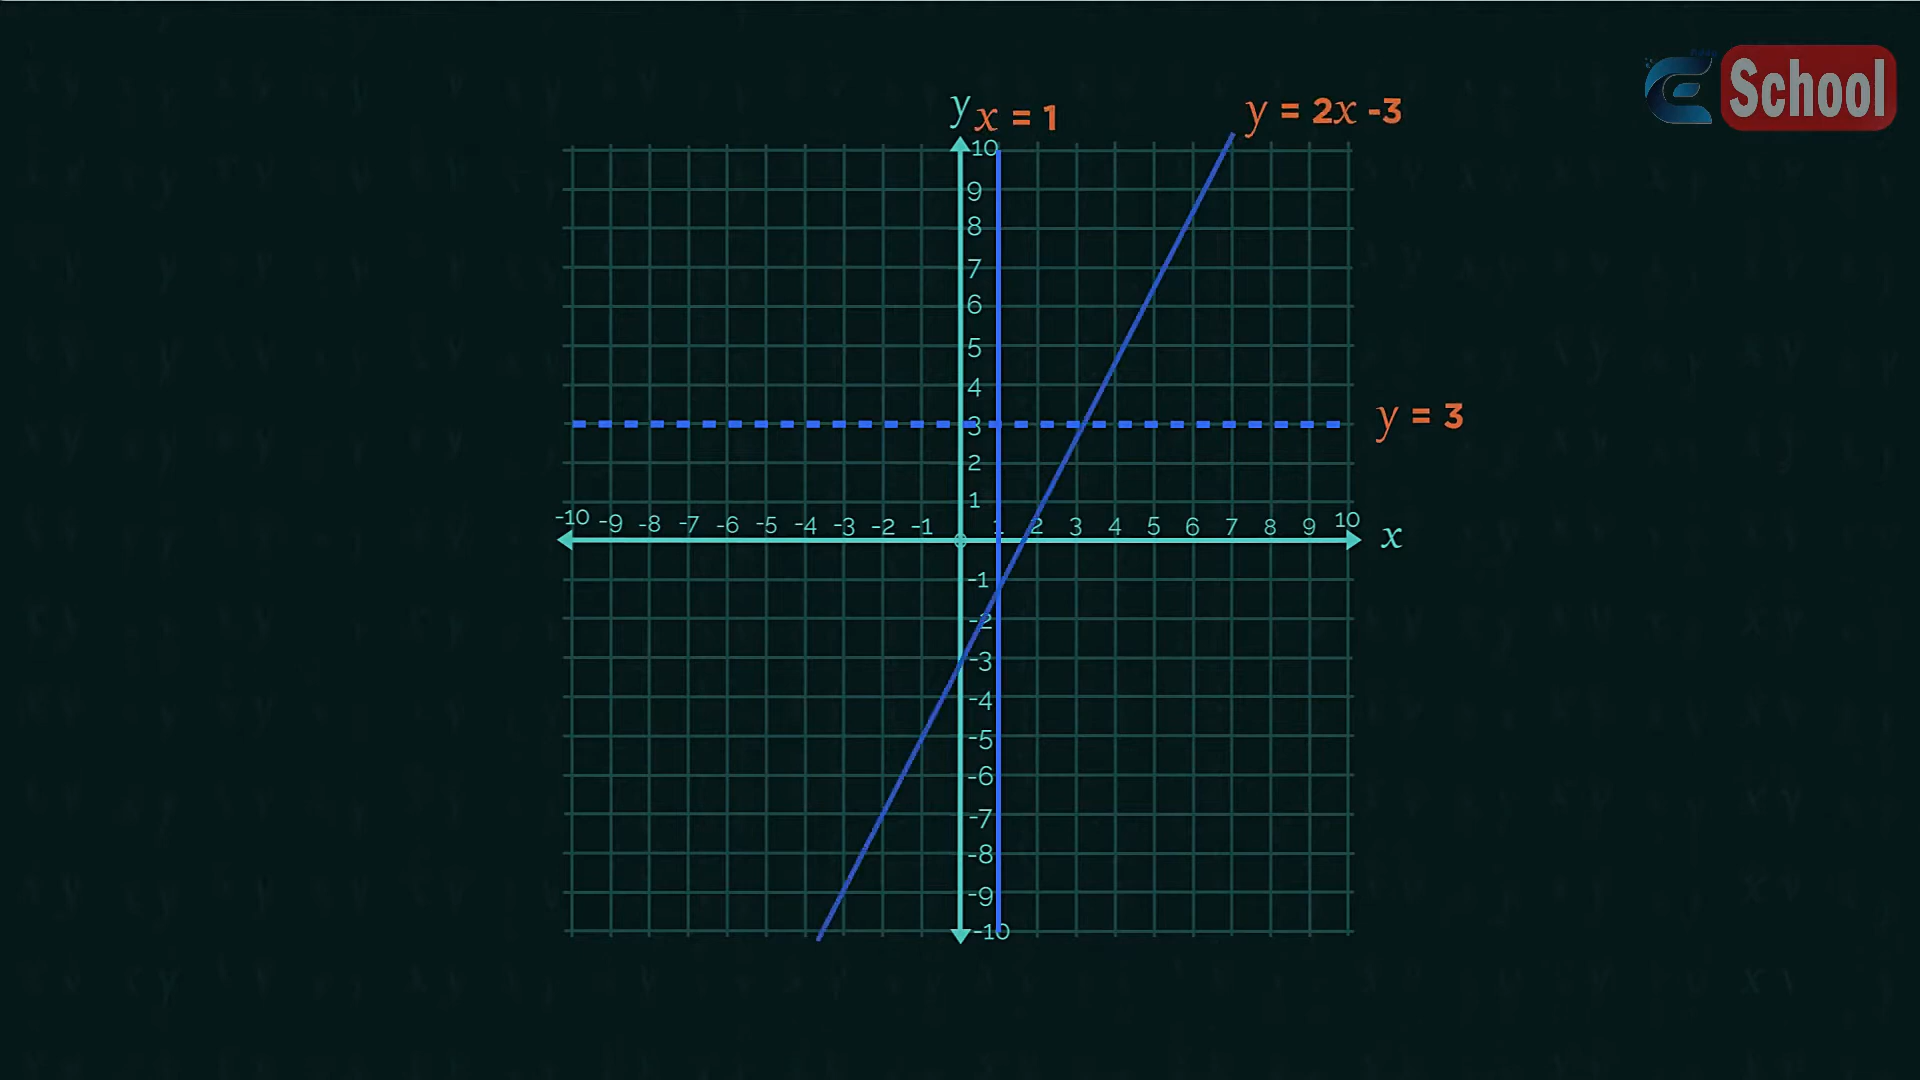 School
y
x = 1
y = 2x -3
10
9
8
7
6
5
4
y = 3
3
2
1
-10 -9 -8 -7 -6 -5 -4 -3 -2 -1 0 1 2 3 4 5 6 7 8 9 10
x
-1
-2
-3
-4
-5
-6
-7
-8
-9
-10